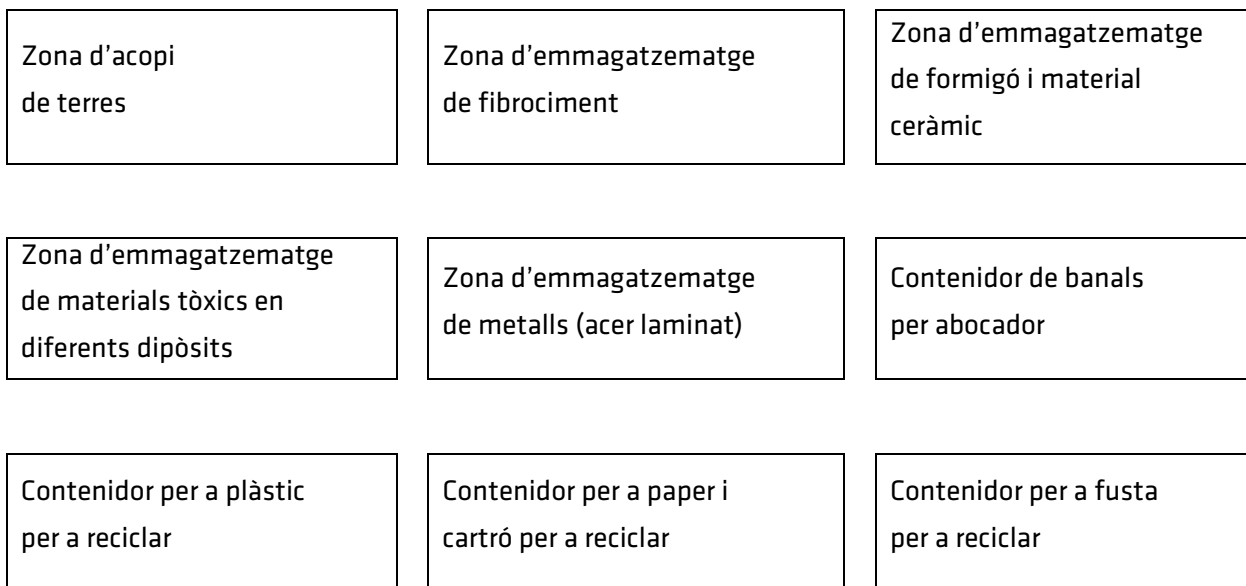 Zona d’acopi
de terres
Zona d’emmagatzematge
de fibrociment
Zona d’emmagatzematge
de formigó i material
ceràmic
Zona d’emmagatzematge
de materials tòxics en
diferents dipòsits
Zona d’emmagatzematge
de metalls (acer laminat)
Contenidor de banals
per abocador
Contenidor per a plàstic
per a reciclar
Contenidor per a paper i
cartró per a reciclar
Contenidor per a fusta
per a reciclar